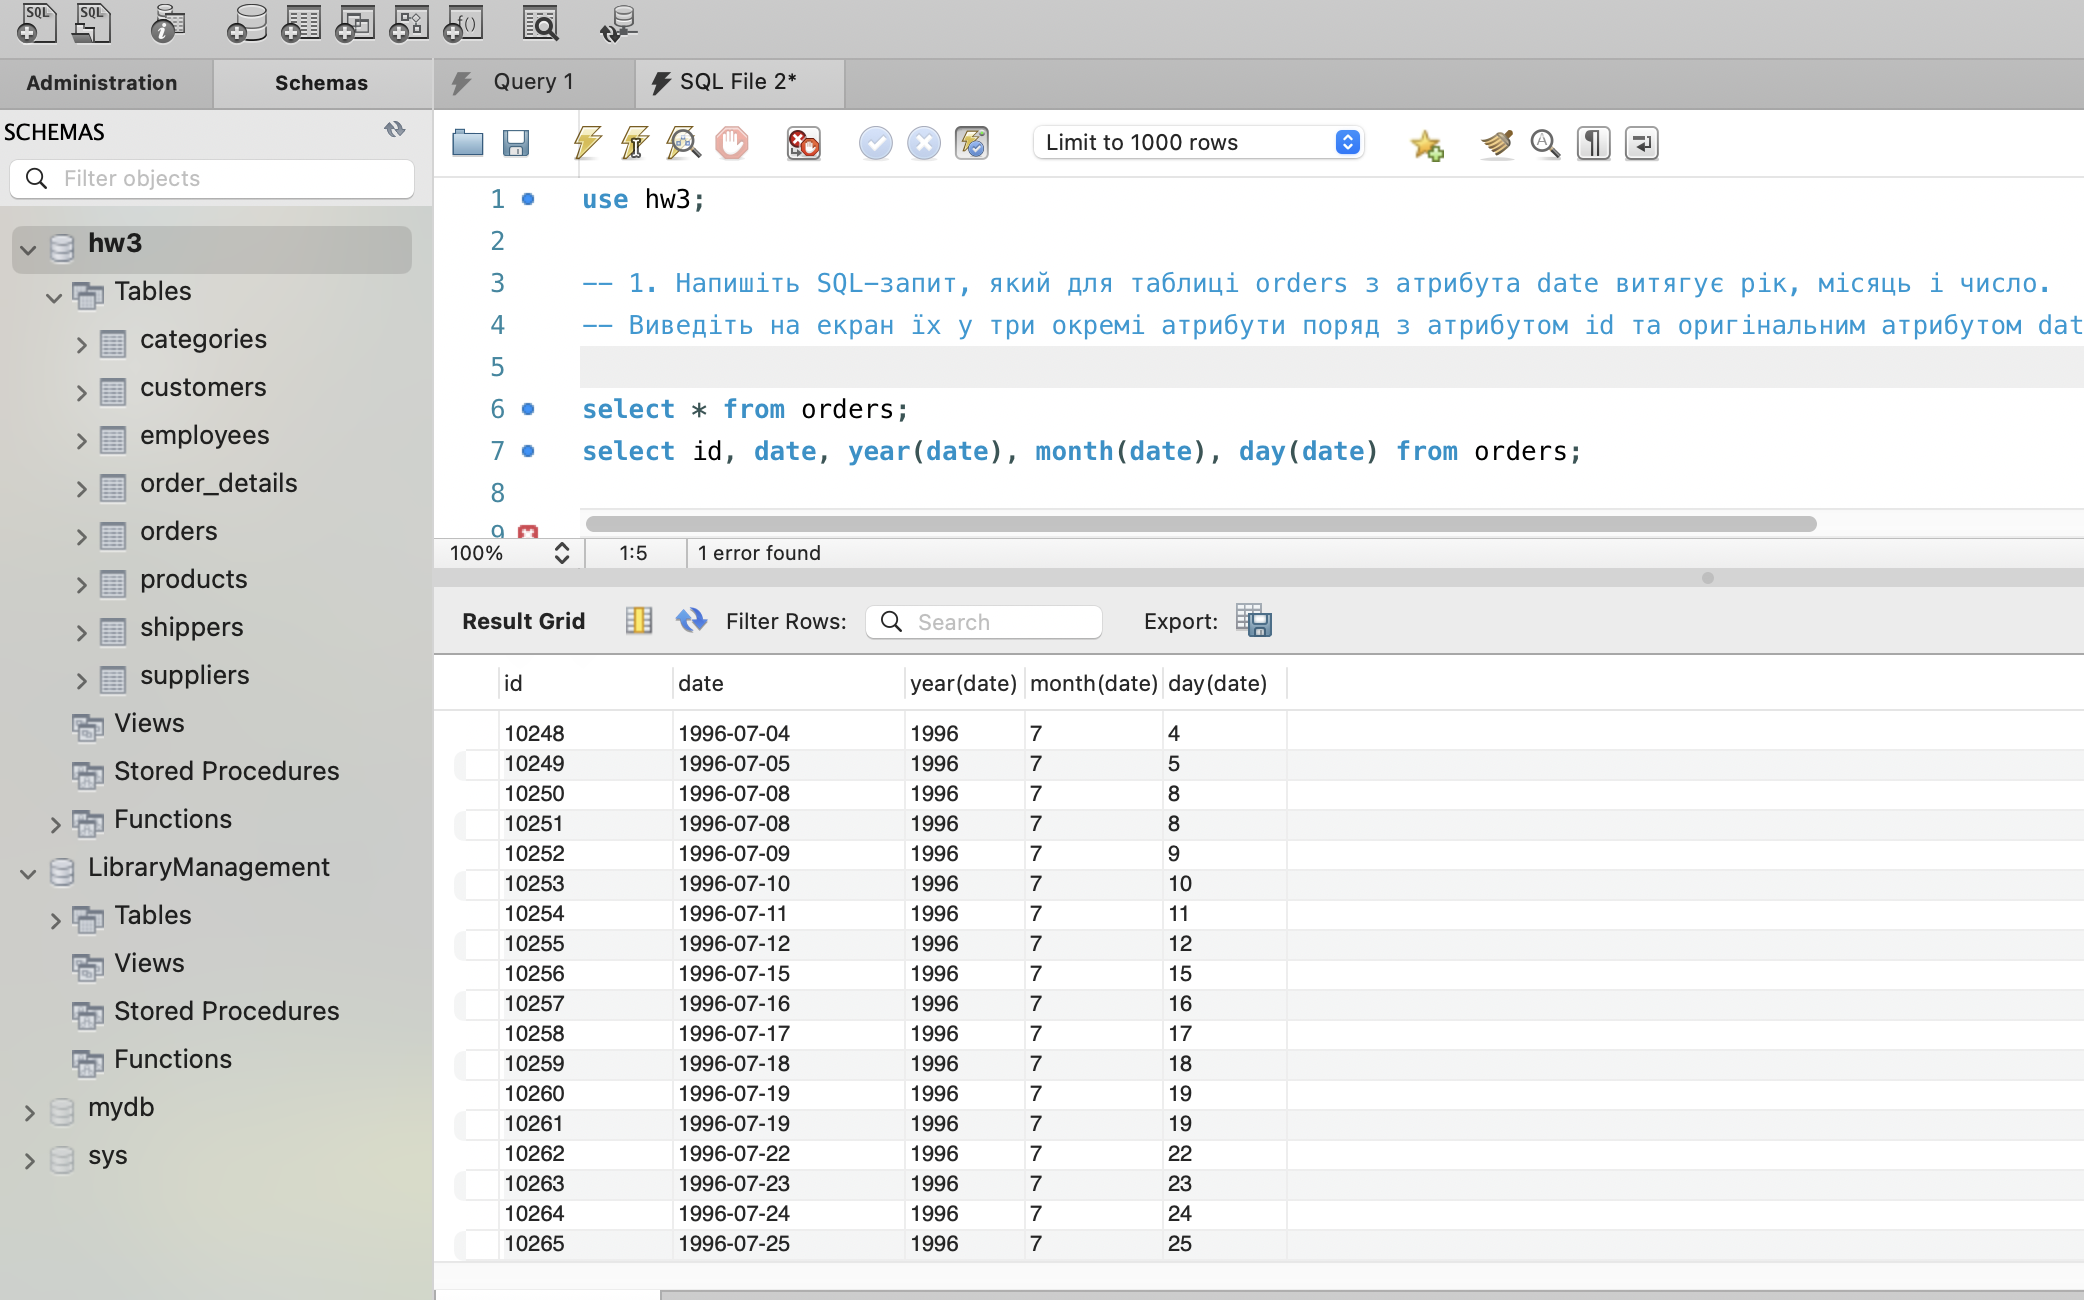 SQL
SQL
i
f()
Administration
Schemas
Query 1
SQL File 2*
SCHEMAS
Filter objects
Limit to 1000 rows
hw3
Tables
categories
customers
employees
order_details
orders
products
shippers
suppliers
Views
Stored Procedures
Functions
LibraryManagement
Tables
Views
Stored Procedures
Functions
mydb
sys
1 use hw3;
2
3 -- 1. Напишіть SQL-запит, який для таблиці orders з атрибута date витягує рік, місяць і число.
4 -- Виведіть на екран їх у три окремі атрибути поряд з атрибутом id та оригінальним атрибутом dat
5
6 select * from orders;
7 select id, date, year(date), month(date), day(date) from orders;
8
9
100% 1:5 1 error found
Result Grid Filter Rows: Search Export:
id date year(date) month(date) day(date)
10248 1996-07-04 1996 7 4
10249 1996-07-05 1996 7 5
10250 1996-07-08 1996 7 8
10251 1996-07-08 1996 7 8
10252 1996-07-09 1996 7 9
10253 1996-07-10 1996 7 10
10254 1996-07-11 1996 7 11
10255 1996-07-12 1996 7 12
10256 1996-07-15 1996 7 15
10257 1996-07-16 1996 7 16
10258 1996-07-17 1996 7 17
10259 1996-07-18 1996 7 18
10260 1996-07-19 1996 7 19
10261 1996-07-19 1996 7 19
10262 1996-07-22 1996 7 22
10263 1996-07-23 1996 7 23
10264 1996-07-24 1996 7 24
10265 1996-07-25 1996 7 25